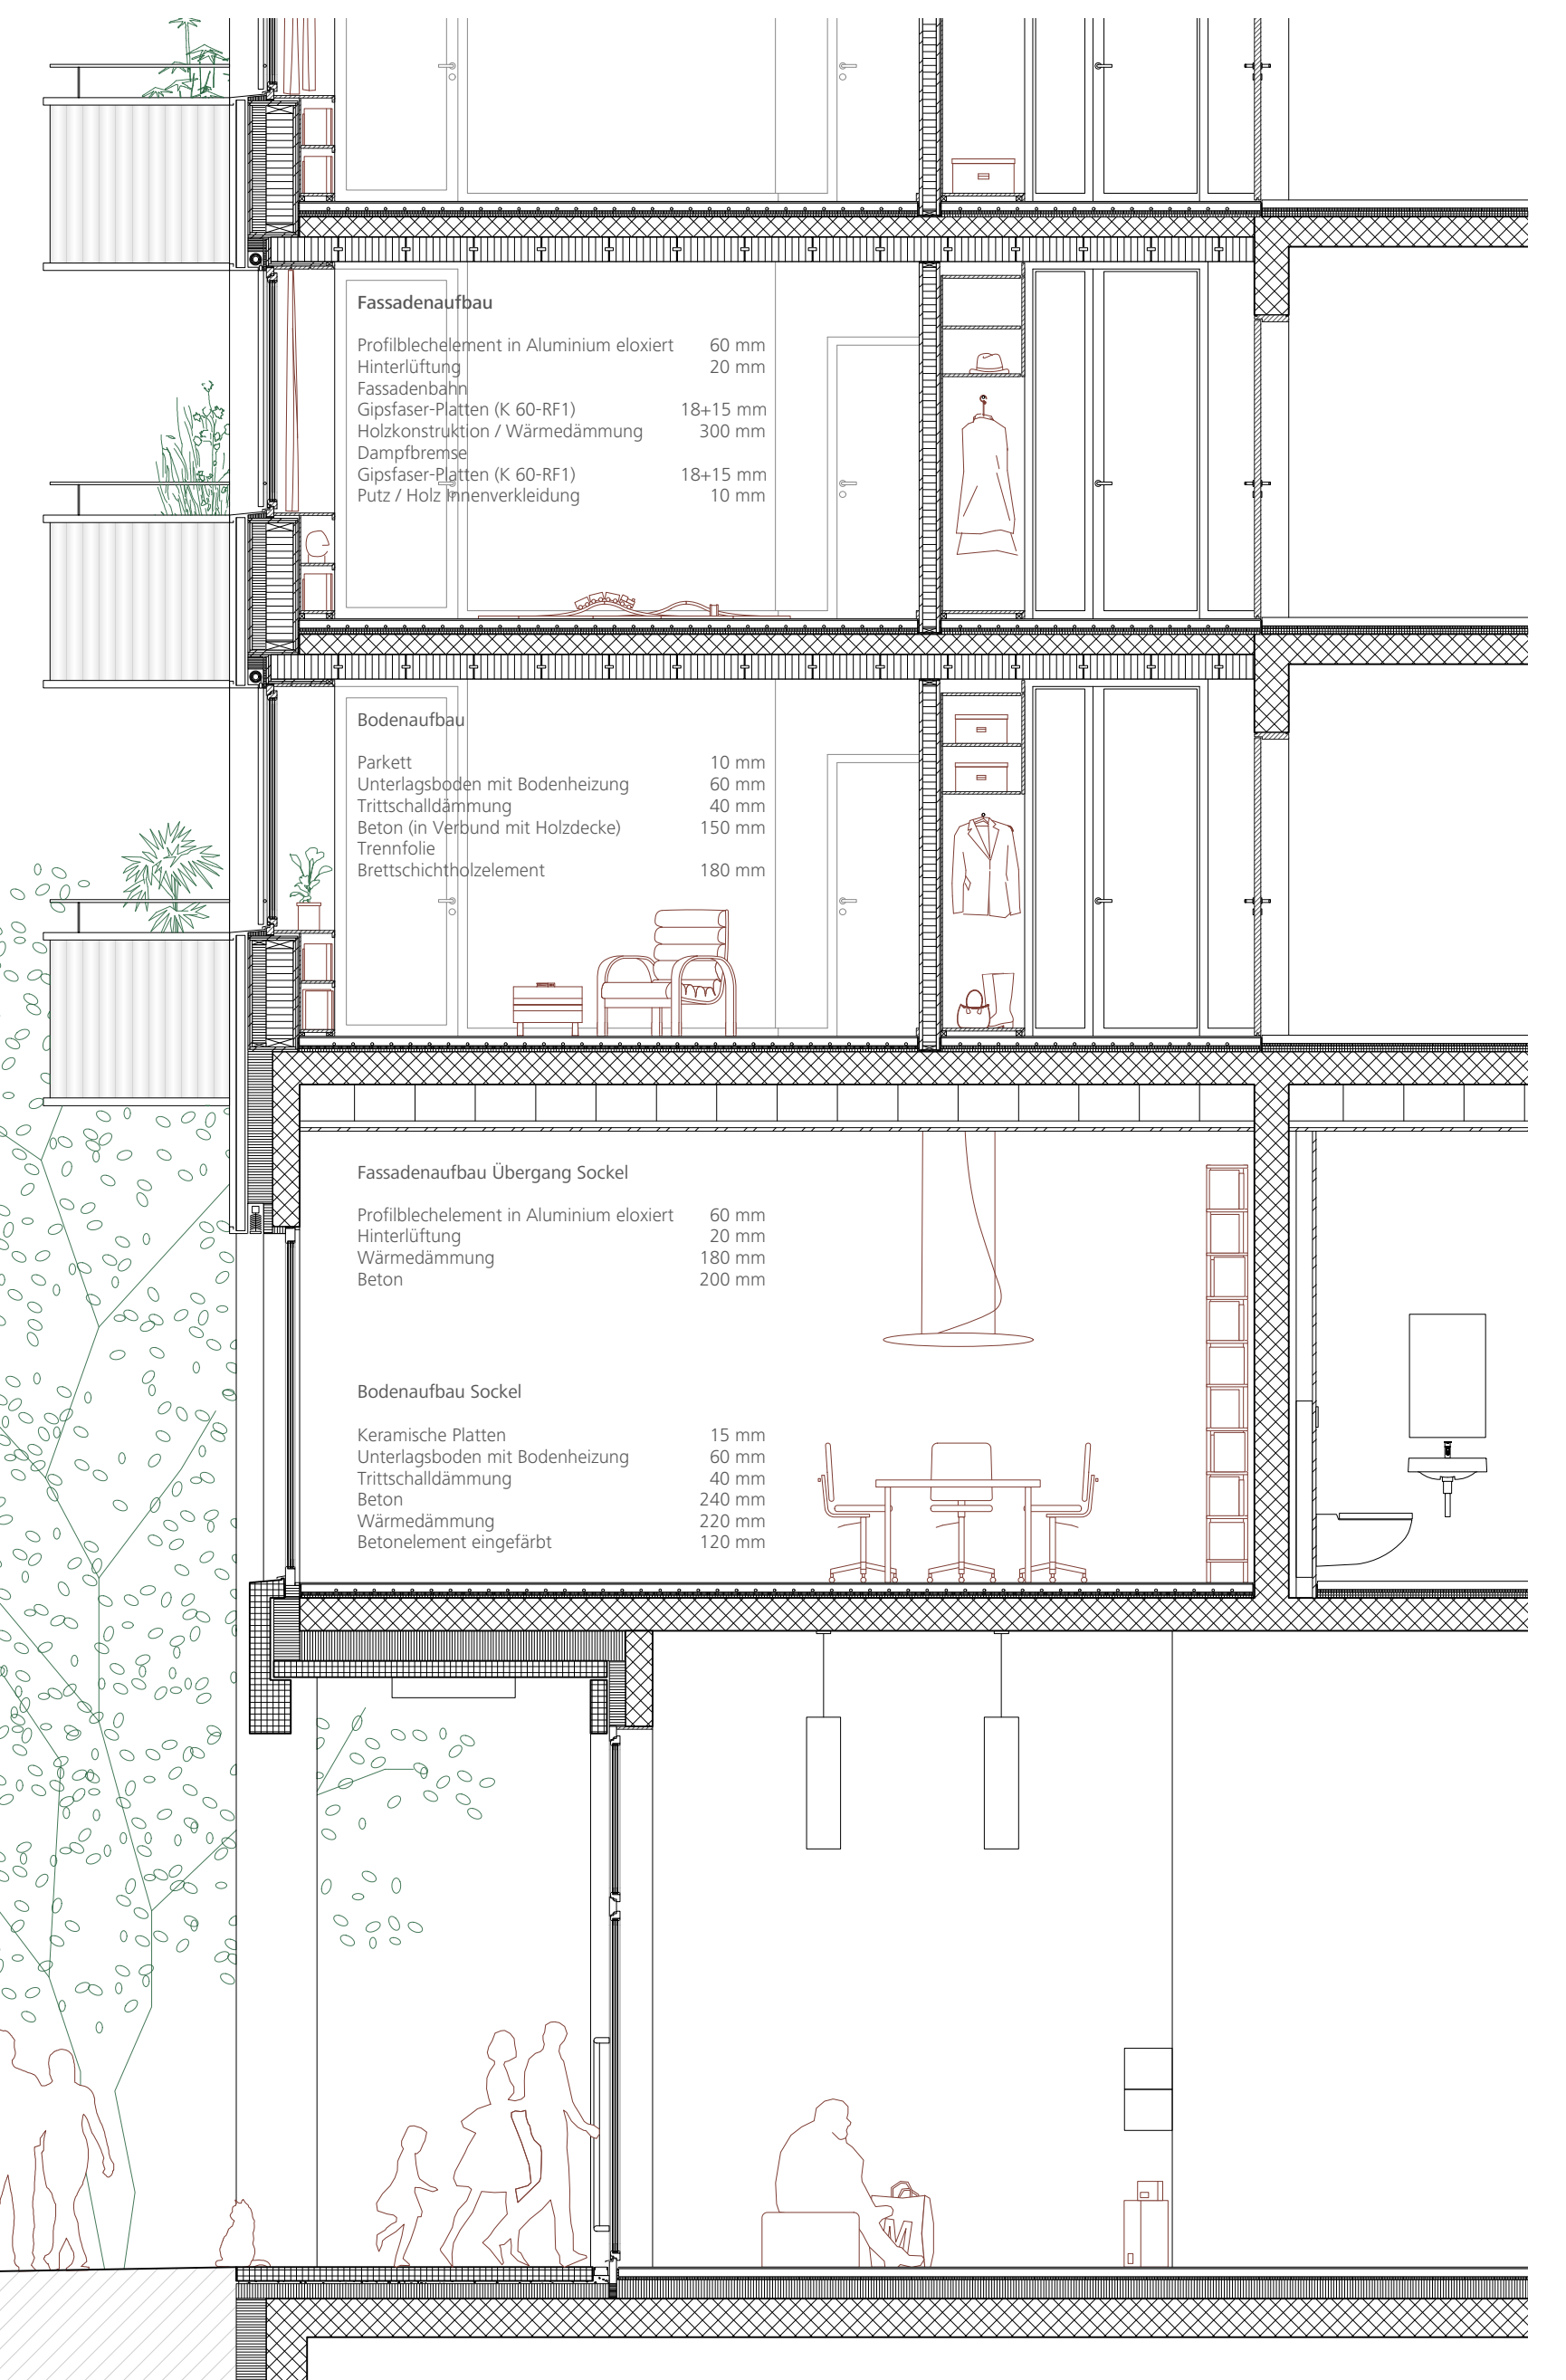 Fassadenaufbau
Profilblechelement in Aluminium eloxiert 60 mm
Hinterlüftung 20 mm
Fassadenbahn
Gipsfaser-Platten (K 60-RF1) 18+15 mm
Holzkonstruktion / Wärmedämmung 300 mm
Dampfbremse
Gipsfaser-Platten (K 60-RF1) 18+15 mm
Putz / Holz Innenverkleidung 10 mm
Bodenaufbau
Parkett 10 mm
Unterlagsboden mit Bodenheizung 60 mm
Trittschalldämmung 40 mm
Beton (in Verbund mit Holzdecke) 150 mm
Trennfolie
Brettschichtholzelement 180 mm
Fassadenaufbau Übergang Sockel
Profilblechelement in Aluminium eloxiert 60 mm
Hinterlüftung 20 mm
Wärmedämmung 180 mm
Beton 200 mm
Bodenaufbau Sockel
Keramische Platten 15 mm
Unterlagsboden mit Bodenheizung 60 mm
Trittschalldämmung 40 mm
Beton 240 mm
Wärmedämmung 220 mm
Betonelement eingefärbt 120 mm
M